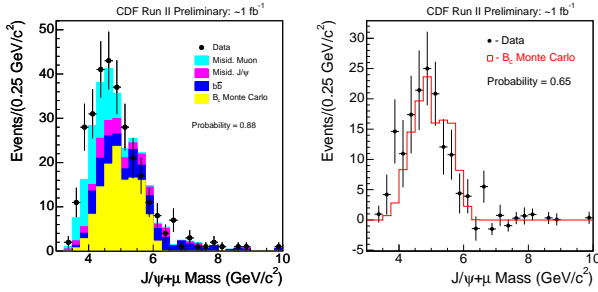 CDF Run II Preliminary: ~1 fb⁻¹
Events/(0.25 GeV/c²)
50
40
30
20
10
0
Data
Misid. Muon
Misid. J/ψ
bb̅
B_c Monte Carlo
Probability = 0.88
4 6 8 10
J/ψ+μ Mass (GeV/c²)
CDF Run II Preliminary: ~1 fb⁻¹
Events/(0.25 GeV/c²)
30
25
20
15
10
5
0
-5
- Data
- B_c Monte Carlo
Probability = 0.65
4 6 8 10
J/ψ+μ Mass (GeV/c²)